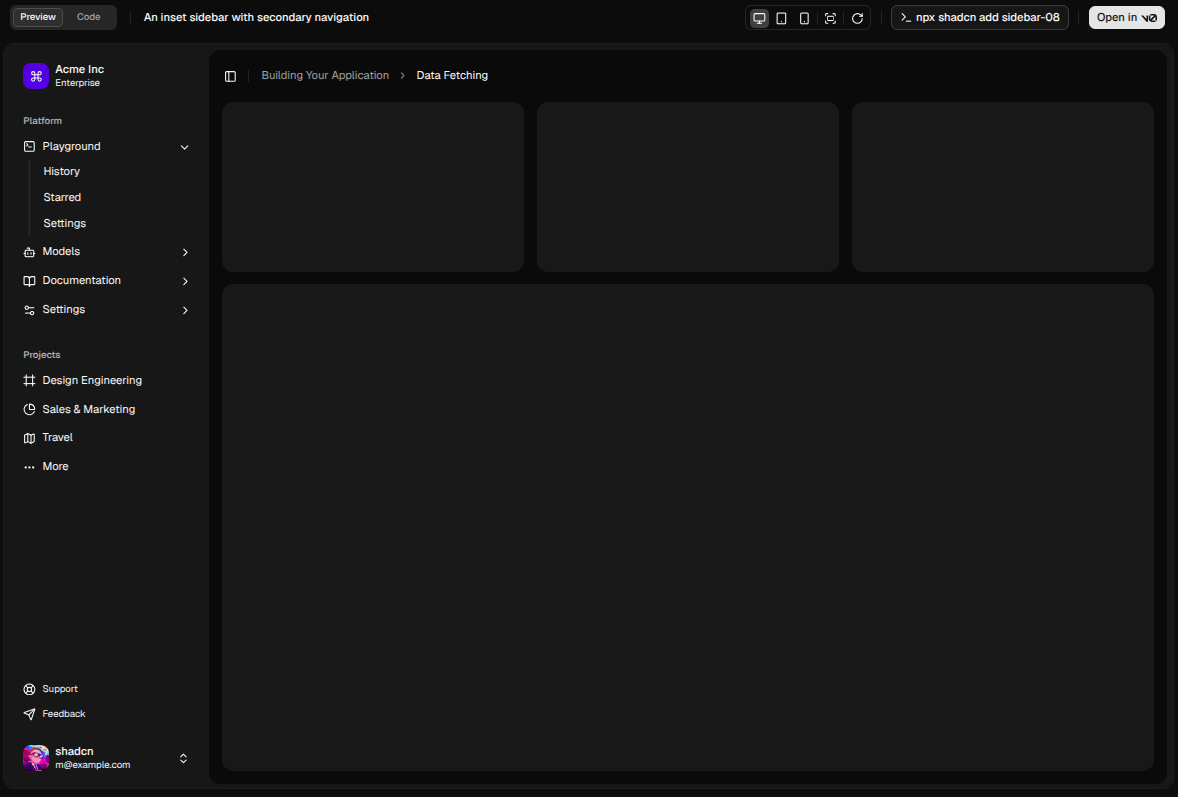 Preview Code An inset sidebar with secondary navigation npx shadcn add sidebar-08 Open in v0
Acme Inc
Enterprise
Building Your Application Data Fetching
Platform
Playground
History
Starred
Settings
Models
Documentation
Settings
Projects
Design Engineering
Sales & Marketing
Travel
More
Support
Feedback
shadcn
m@example.com